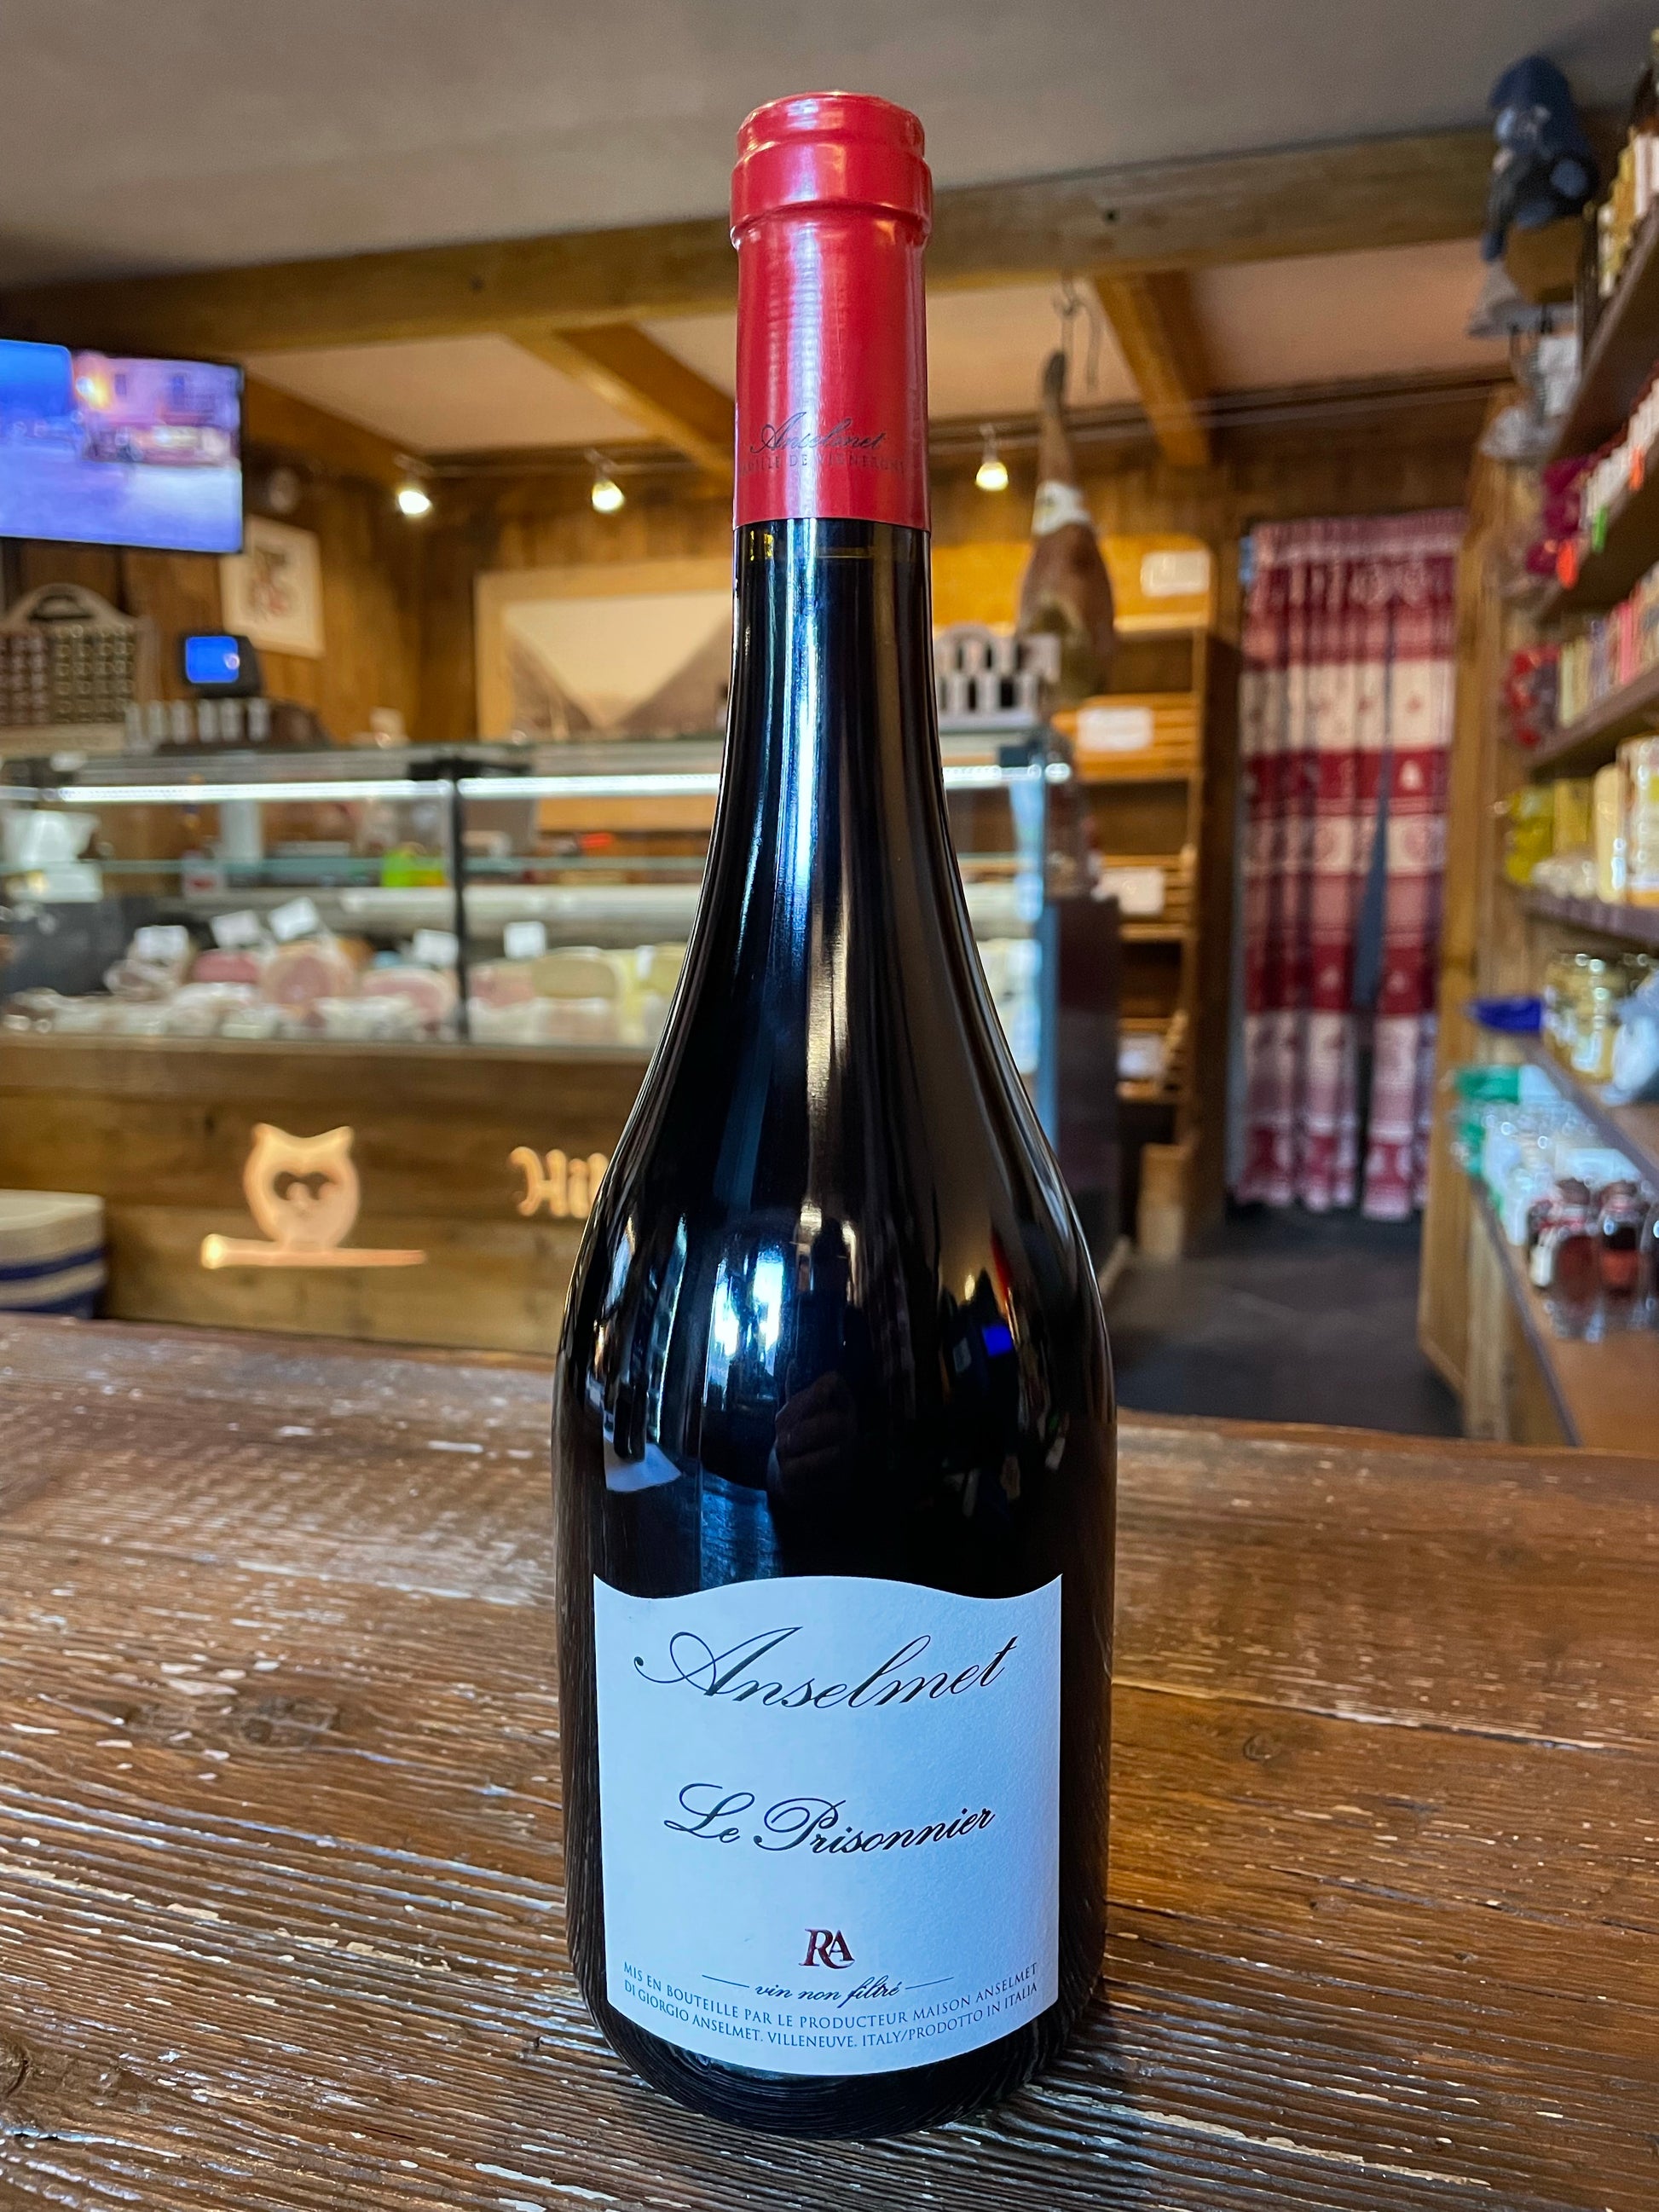 Anselmet
Anselmet
Le Prisonnier
RA
vin non filtré
MIS EN BOUTEILLE PAR LE PRODUCTEUR MAISON ANSELMET
DI GIORGIO ANSELMET. VILLENEUVE. ITALY/PRODOTTO IN ITALIA